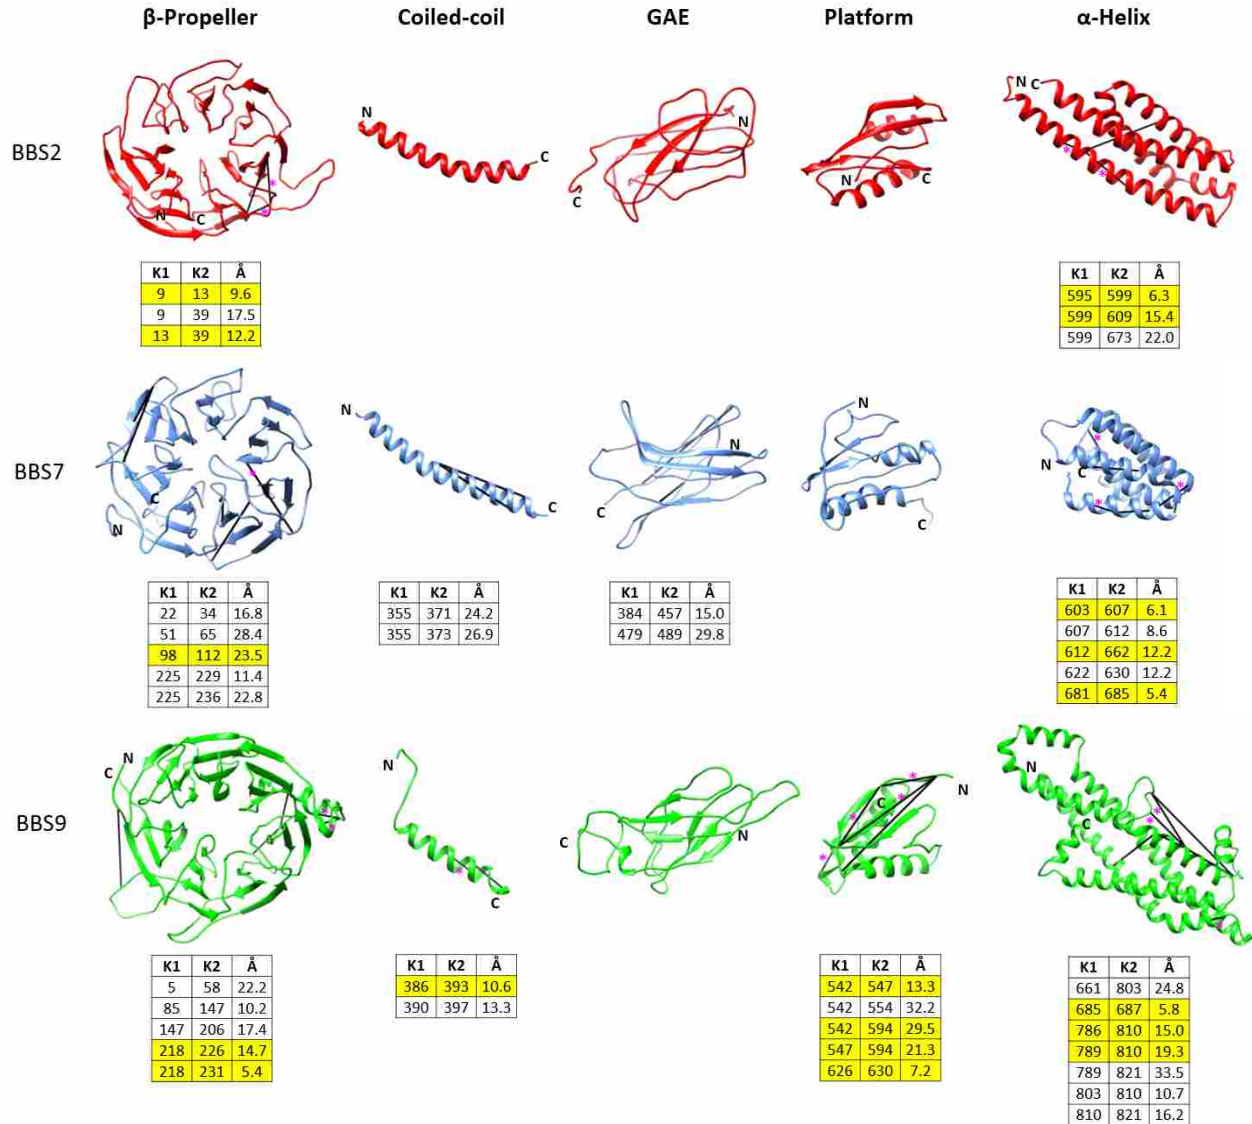 β-Propeller Coiled-coil GAE Platform α-Helix
BBS2
N C
N C
N C
N C
N C
* *
* *
K1 K2 Å
9 13 9.6
9 39 17.5
13 39 12.2
K1 K2 Å
595 599 6.3
599 609 15.4
599 673 22.0
BBS7
N C
N C
N C
N C
N C
*
* * *
K1 K2 Å
22 34 16.8
51 65 28.4
98 112 23.5
225 229 11.4
225 236 22.8
K1 K2 Å
355 371 24.2
355 373 26.9
K1 K2 Å
384 457 15.0
479 489 29.8
K1 K2 Å
603 607 6.1
607 612 8.6
612 662 12.2
622 630 12.2
681 685 5.4
BBS9
C N
N C
C N
C N
N C
* *
*
* * * *
* * *
K1 K2 Å
5 58 22.2
85 147 10.2
147 206 17.4
218 226 14.7
218 231 5.4
K1 K2 Å
386 393 10.6
390 397 13.3
K1 K2 Å
542 547 13.3
542 554 32.2
542 594 29.5
547 594 21.3
626 630 7.2
K1 K2 Å
661 803 24.8
685 687 5.8
786 810 15.0
789 810 19.3
789 821 33.5
803 810 10.7
810 821 16.2